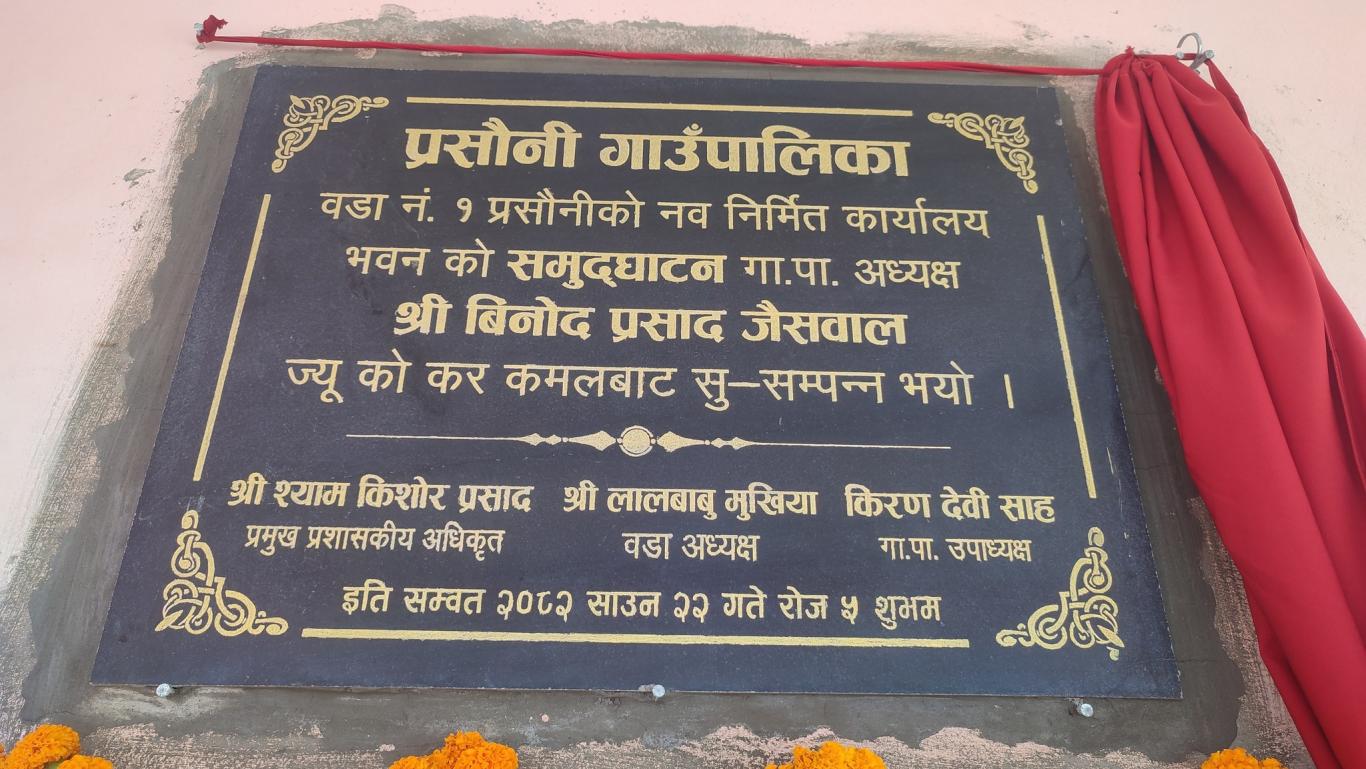 प्रसौनी गाउँपालिका
वडा नं. १ प्रसौनीको नव निर्मित कार्यालय
भवन को समुद्घाटन गा.पा. अध्यक्ष
श्री बिनोद प्रसाद जैसवाल
ज्यू को कर कमलबाट सु–सम्पन्न भयो ।
श्री श्याम किशोर प्रसाद श्री लालबाबु मुखिया किरण देवी साह
प्रमुख प्रशासकीय अधिकृत वडा अध्यक्ष गा.पा. उपाध्यक्ष
इति सम्वत २०८२ साउन २२ गते रोज ५ शुभम